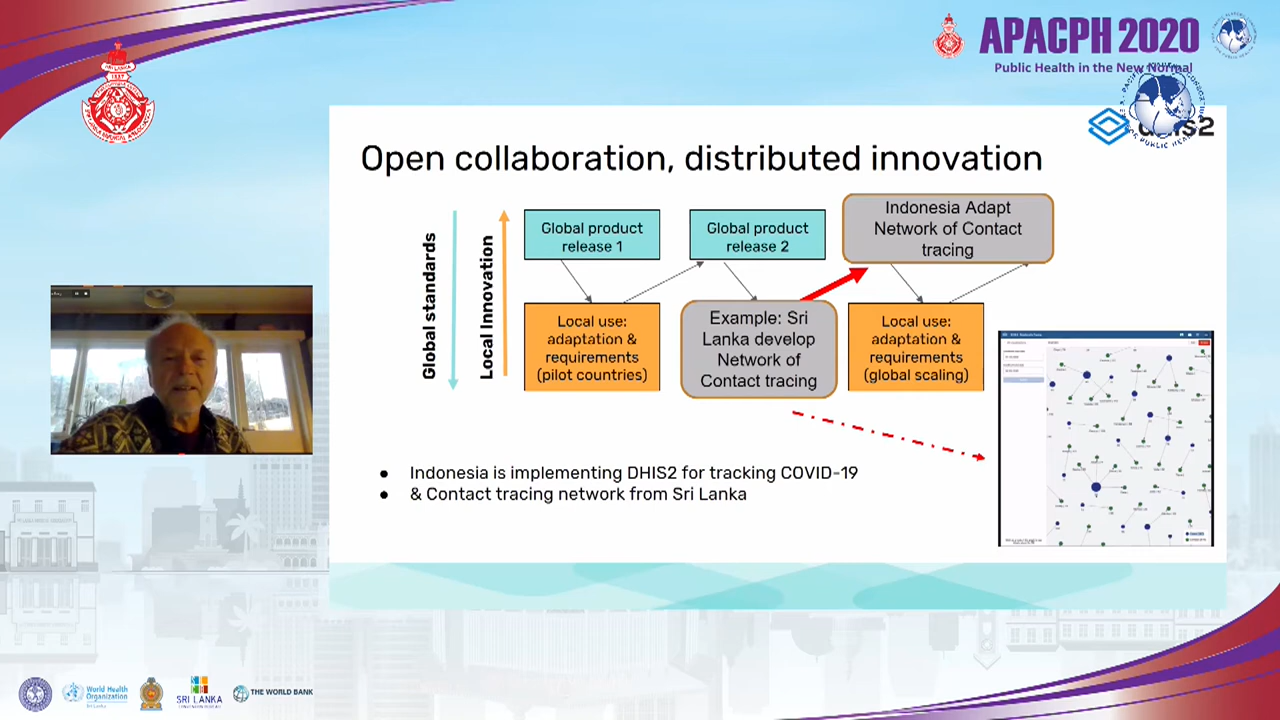 APACPH 2020
Public Health in the New Normal
Open collaboration, distributed innovation
Global standards
Local Innovation
Global product
release 1
Global product
release 2
Indonesia Adapt
Network of Contact
tracing
Local use:
adaptation &
requirements
(pilot countries)
Example: Sri
Lanka develop
Network of
Contact tracing
Local use:
adaptation &
requirements
(global scaling)
● Indonesia is implementing DHIS2 for tracking COVID-19
● & Contact tracing network from Sri Lanka
World Health
Organization
Sri Lanka
SRI LANKA
THE WORLD BANK